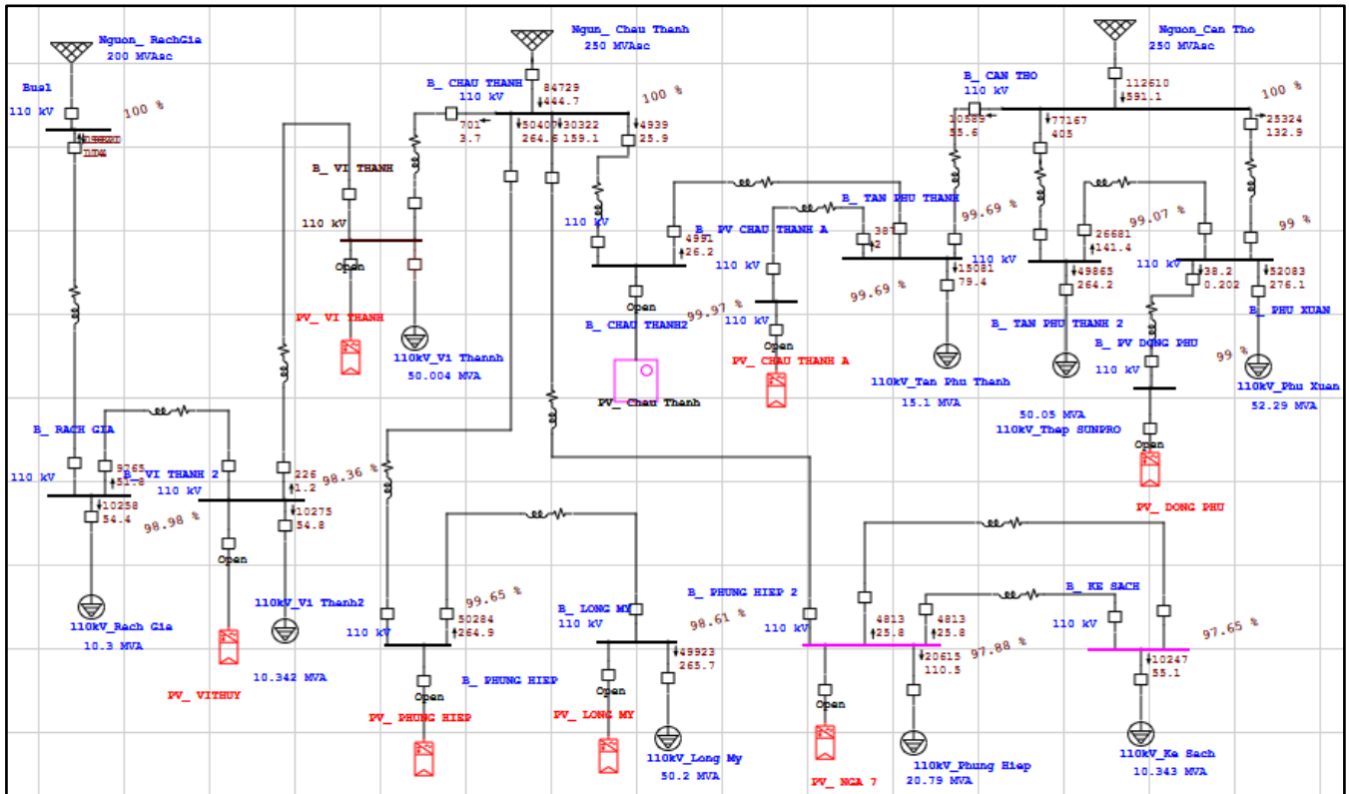 Nguon_ RachGia
200 MVAsc
Bus1
110 kV
100 %
104
B_ RACH GIA
110 kV
9265
51.8
10258
54.4
98.98 %
110kV_Rach Gia
10.3 MVA
B_ VI THANH 2
110 kV
226
1.2
98.36 %
10275
54.8
Open
PV_ VITHUY
110kV_Vi Thanh2
10.342 MVA
B_ VI THANH
110 kV
Open
PV_ VI THANH
110kV_Vi Thannh
50.004 MVA
Ngun_ Chau Thanh
250 MVAsc
B_ CHAU THANH
110 kV
84729
444.7
100 %
701
3.7
50407
264.6
30322
159.1
4939
25.9
110 kV
4991
26.2
Open
99.97 %
B_ CHAU THANH2
PV_ Chau Thanh
B_ PV CHAU THANH A
110 kV
110 kV
Open
PV_ CHAU THANH A
B_ TAN PHU THANH
387
2
99.69 %
99.69 %
15081
79.4
110kV_Tan Phu Thanh
15.1 MVA
Nguon_Can Tho
250 MVAsc
B_ CAN THO
110 kV
112610
591.1
100 %
10589
55.6
77167
405
25324
132.9
110 kV
99.07 %
26681
141.4
49865
264.2
B_ TAN PHU THANH 2
50.05 MVA
110kV_Thep SUNPRO
99 %
110 kV
38.2
0.202
52083
276.1
B_ PHU XUAN
B_ PV DONG PHU
110 kV
99 %
110kV_Phu Xuan
52.29 MVA
Open
PV_ DONG PHU
99.65 %
110 kV
50284
264.9
B_ PHUNG HIEP
Open
PV_ PHUNG HIEP
B_ LONG MY
110 kV
98.61 %
49923
265.7
Open
PV_ LONG MY
110kV_Long My
50.2 MVA
B_ PHUNG HIEP 2
110 kV
4813
25.8
4813
25.8
20615
110.5
97.88 %
Open
PV_ NGA 7
110kV_Phung Hiep
20.79 MVA
B_ KE SACH
110 kV
97.65 %
10247
55.1
110kV_Ke Sach
10.343 MVA